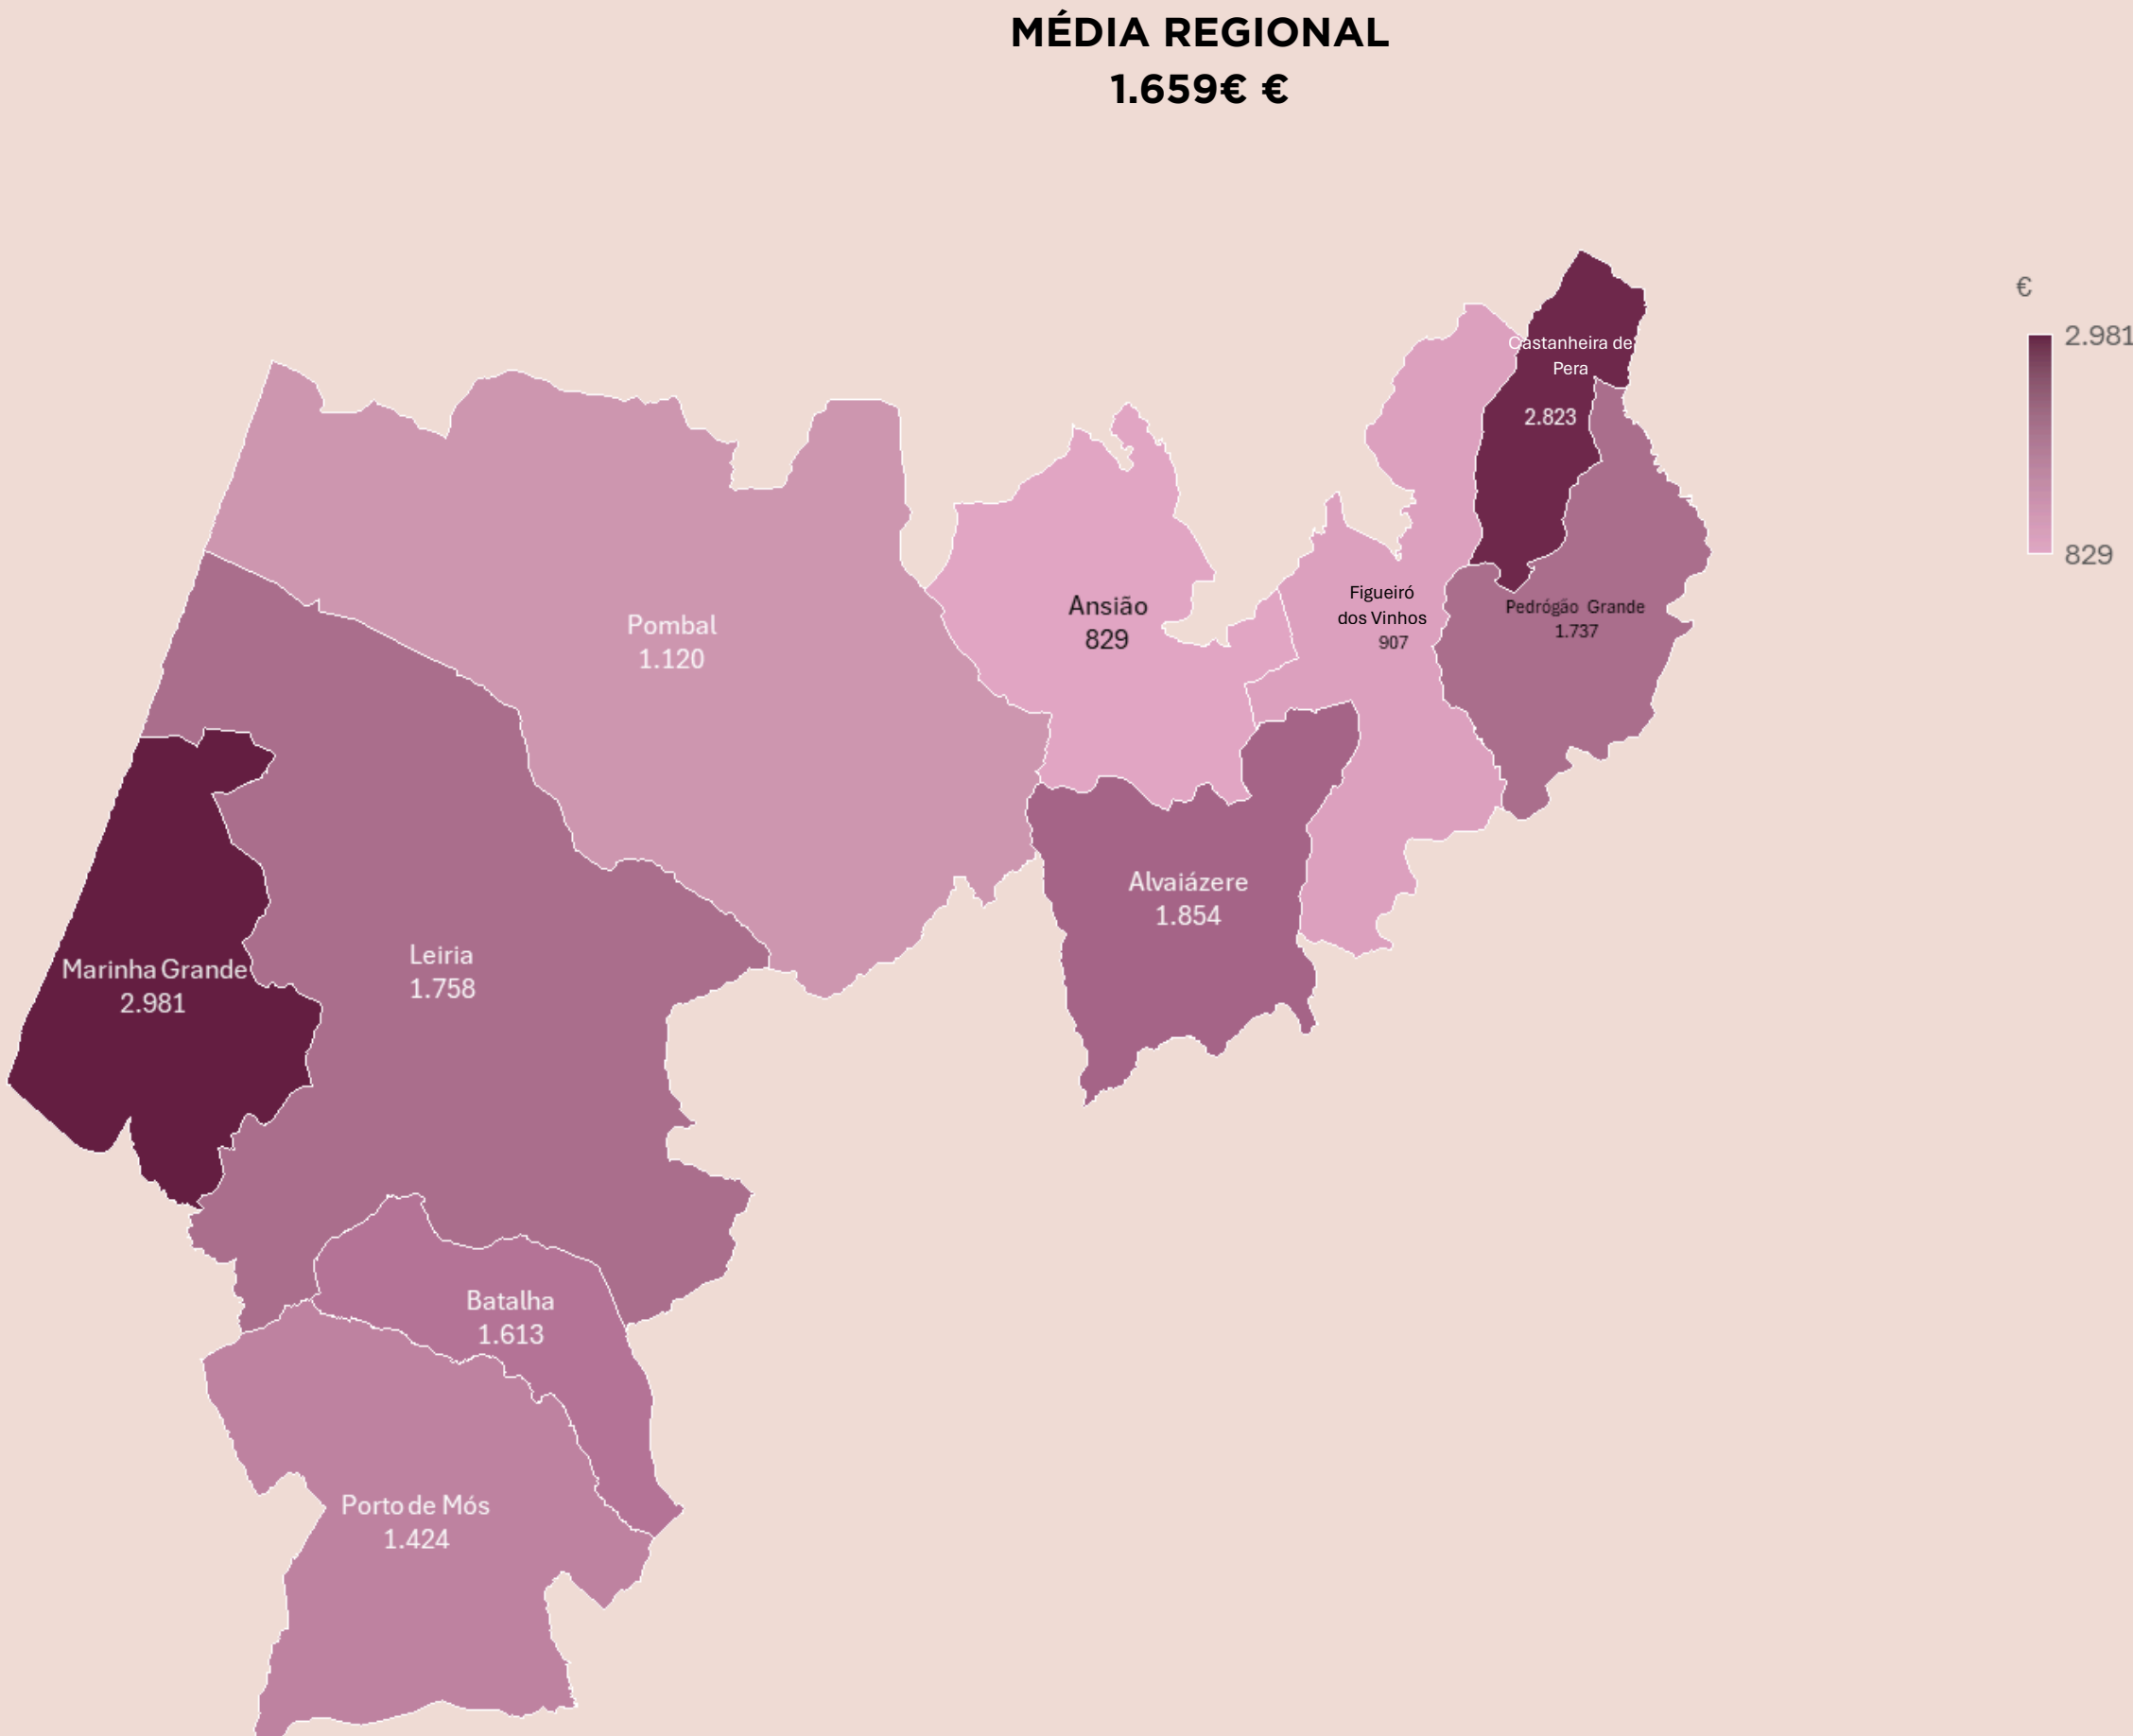 MÉDIA REGIONAL
1.659€ €
€
2.981
829
Castanheira de
Pera
2.823
Ansião
829
Figueiró
dos Vinhos
907
Pedrógão Grande
1.737
Pombal
1.120
Alvaiázere
1.854
Marinha Grande
2.981
Leiria
1.758
Batalha
1.613
Porto de Mós
1.424